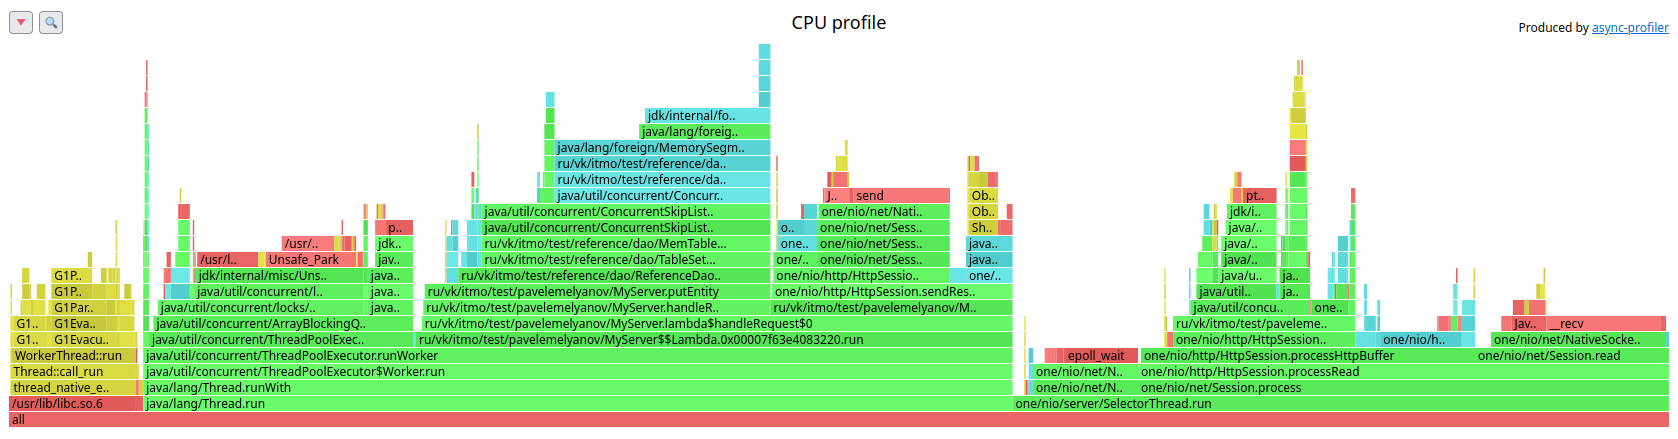 CPU profile
Produced by async-profiler
jdk/internal/fo..
java/lang/foreig..
java/lang/foreign/MemorySegm..
ru/vk/itmo/test/reference/da..
ru/vk/itmo/test/reference/da..
java/util/concurrent/Concurr.. J.. send Ob.. pt..
java/util/concurrent/ConcurrentSkipList.. one/nio/net/Nati.. Ob.. jdk/i..
p.. java/util/concurrent/ConcurrentSkipList.. o.. one/nio/net/Sess.. Sh.. java/..
/usr/.. jdk.. ru/vk/itmo/test/reference/dao/MemTable... one.. one/nio/net/Sess.. java.. java/..
/usr/l.. Unsafe_Park jav.. ru/vk/itmo/test/reference/dao/TableSet... one/.. one/nio/net/Sess.. java.. java/..
G1P.. jdk/internal/misc/Uns.. java.. ru/vk/itmo/test/reference/dao/ReferenceDao.. one/nio/http/HttpSessio.. one/.. java/u.. ja..
G1P.. java/util/concurrent/l.. java.. ru/vk/itmo/test/pavelemelyanov/MyServer.putEntity one/nio/http/HttpSession.sendRes.. java/util.. ja..
G1Par.. java/util/concurrent/locks/.. java.. ru/vk/itmo/test/pavelemelyanov/MyServer.handleR.. ru/vk/itmo/test/pavelemelyanov/M.. java/util/concu.. one..
G1.. G1Eva.. java/util/concurrent/ArrayBlockingQ.. ru/vk/itmo/test/pavelemelyanov/MyServer.lambda$handleRequest$0 ru/vk/itmo/test/paveleme.. Jav.. __recv
G1.. G1Evacu.. java/util/concurrent/ThreadPoolExec.. ru/vk/itmo/test/pavelemelyanov/MyServer$$Lambda.0x00007f63e4083220.run one/nio/http/HttpSession.. one/nio/h.. one/nio/net/NativeSocke..
WorkerThread::run java/util/concurrent/ThreadPoolExecutor.runWorker epoll_wait one/nio/http/HttpSession.processHttpBuffer one/nio/net/Session.read
Thread::call_run java/util/concurrent/ThreadPoolExecutor$Worker.run one/nio/net/N.. one/nio/http/HttpSession.processRead
thread_native_e.. java/lang/Thread.runWith one/nio/net/N.. one/nio/net/Session.process
/usr/lib/libc.so.6 java/lang/Thread.run one/nio/server/SelectorThread.run
all